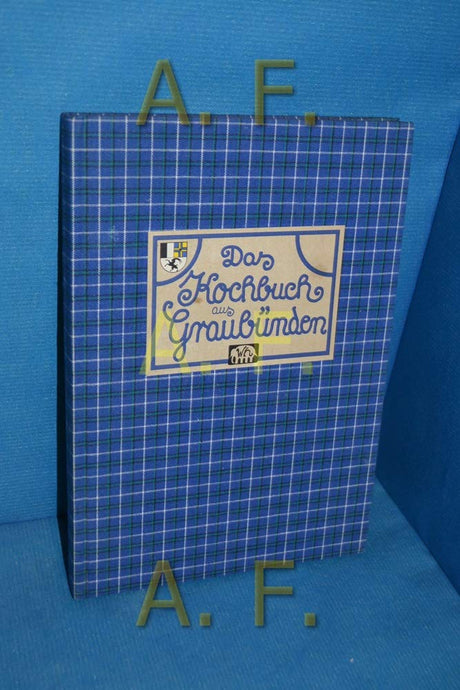 A. F.
Das
Kochbuch
aus
Graubünden
A. F.
A. F.